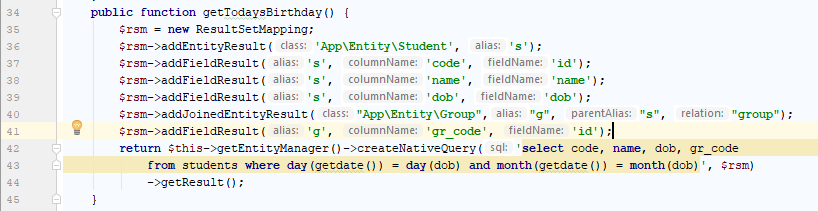 34 public function getTodaysBirthday() {
35 $rsm = new ResultSetMapping;
36 $rsm->addEntityResult( class: 'App\Entity\Student', alias: 's');
37 $rsm->addFieldResult( alias: 's', columnName: 'code', fieldName: 'id');
38 $rsm->addFieldResult( alias: 's', columnName: 'name', fieldName: 'name');
39 $rsm->addFieldResult( alias: 's', columnName: 'dob', fieldName: 'dob');
40 $rsm->addJoinedEntityResult( class: "App\Entity\Group", alias: "g", parentAlias: "s", relation: "group");
41 $rsm->addFieldResult( alias: 'g', columnName: 'gr_code', fieldName: 'id');
42 return $this->getEntityManager()->createNativeQuery( sql: 'select code, name, dob, gr_code
43 from students where day(getdate()) = day(dob) and month(getdate()) = month(dob)', $rsm)
44 ->getResult();
45 }